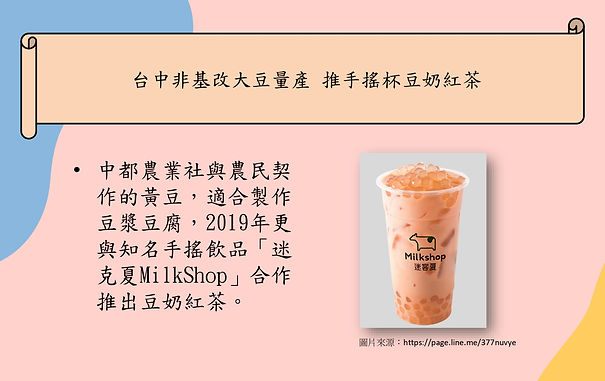 台中非基改大豆量產 推手搖杯豆奶紅茶
• 中都農業社與農民契
作的黃豆，適合製作
豆漿豆腐，2019年更
與知名手搖飲品「迷
克夏MilkShop」合作
推出豆奶紅茶。
Milkshop
迷客夏
圖片來源：https://page.line.me/377nuvye